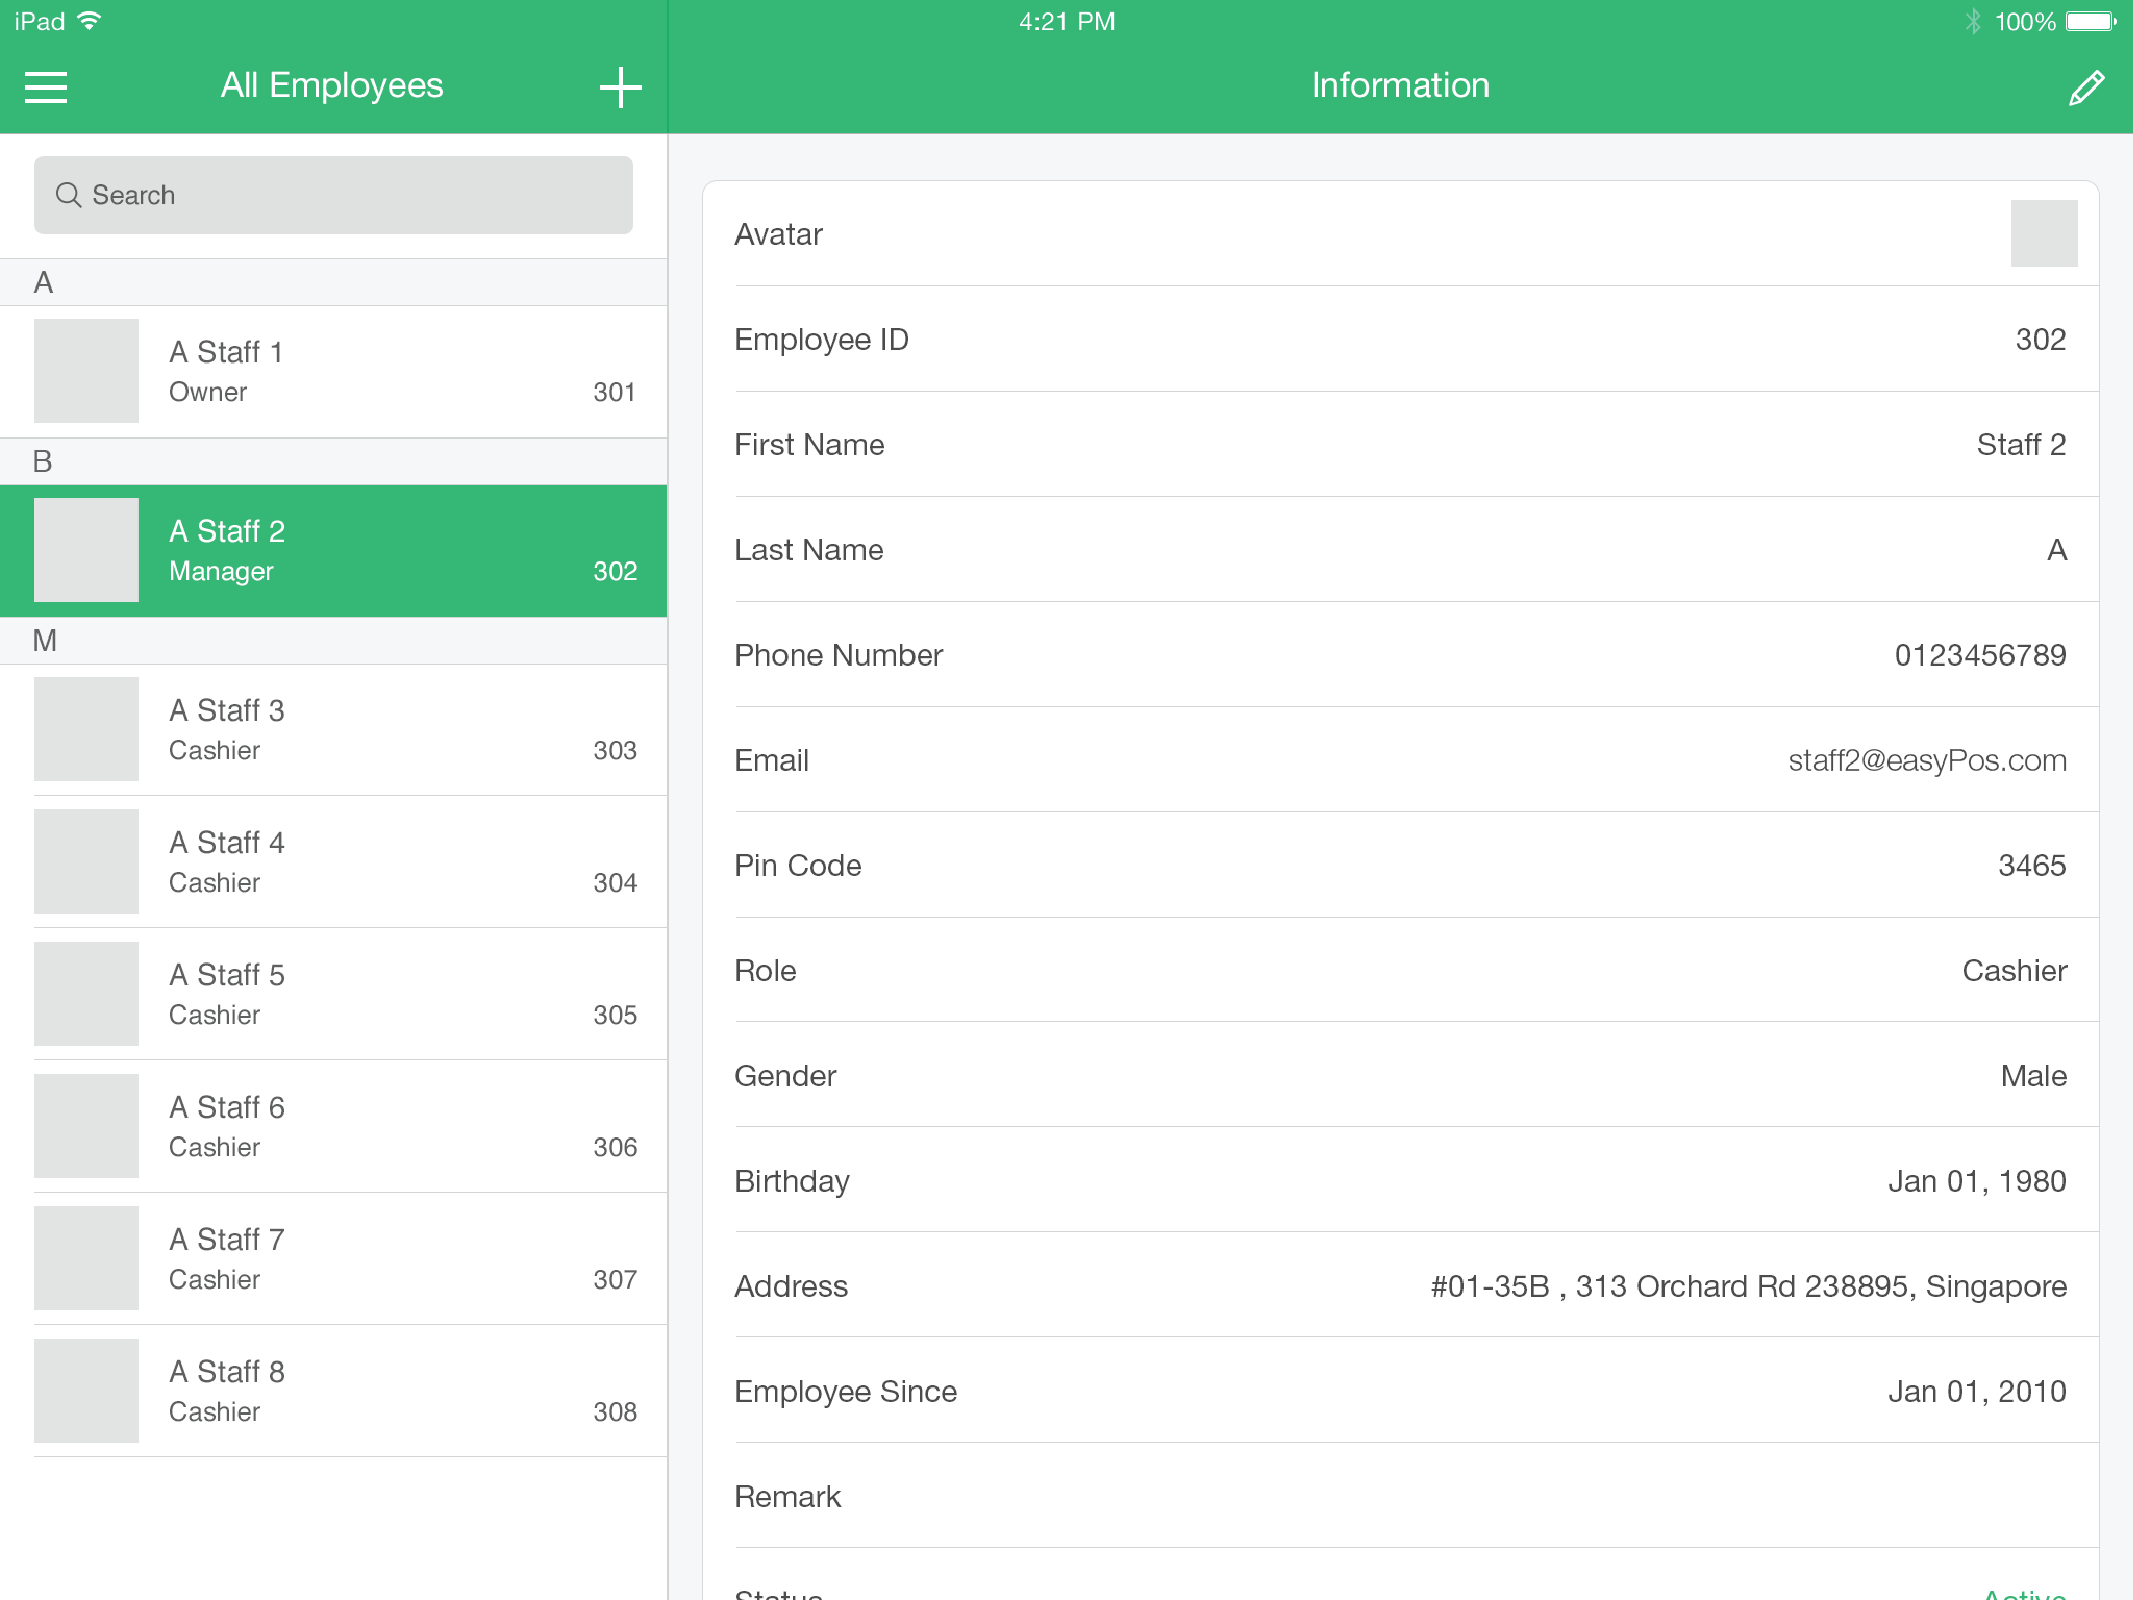 iPad 4:21 PM 100%
All Employees
Information
Search
A
A Staff 1
Owner 301
B
A Staff 2
Manager 302
M
A Staff 3
Cashier 303
A Staff 4
Cashier 304
A Staff 5
Cashier 305
A Staff 6
Cashier 306
A Staff 7
Cashier 307
A Staff 8
Cashier 308
Avatar
Employee ID 302
First Name Staff 2
Last Name A
Phone Number 0123456789
Email staff2@easyPos.com
Pin Code 3465
Role Cashier
Gender Male
Birthday Jan 01, 1980
Address #01-35B , 313 Orchard Rd 238895, Singapore
Employee Since Jan 01, 2010
Remark
Status Active